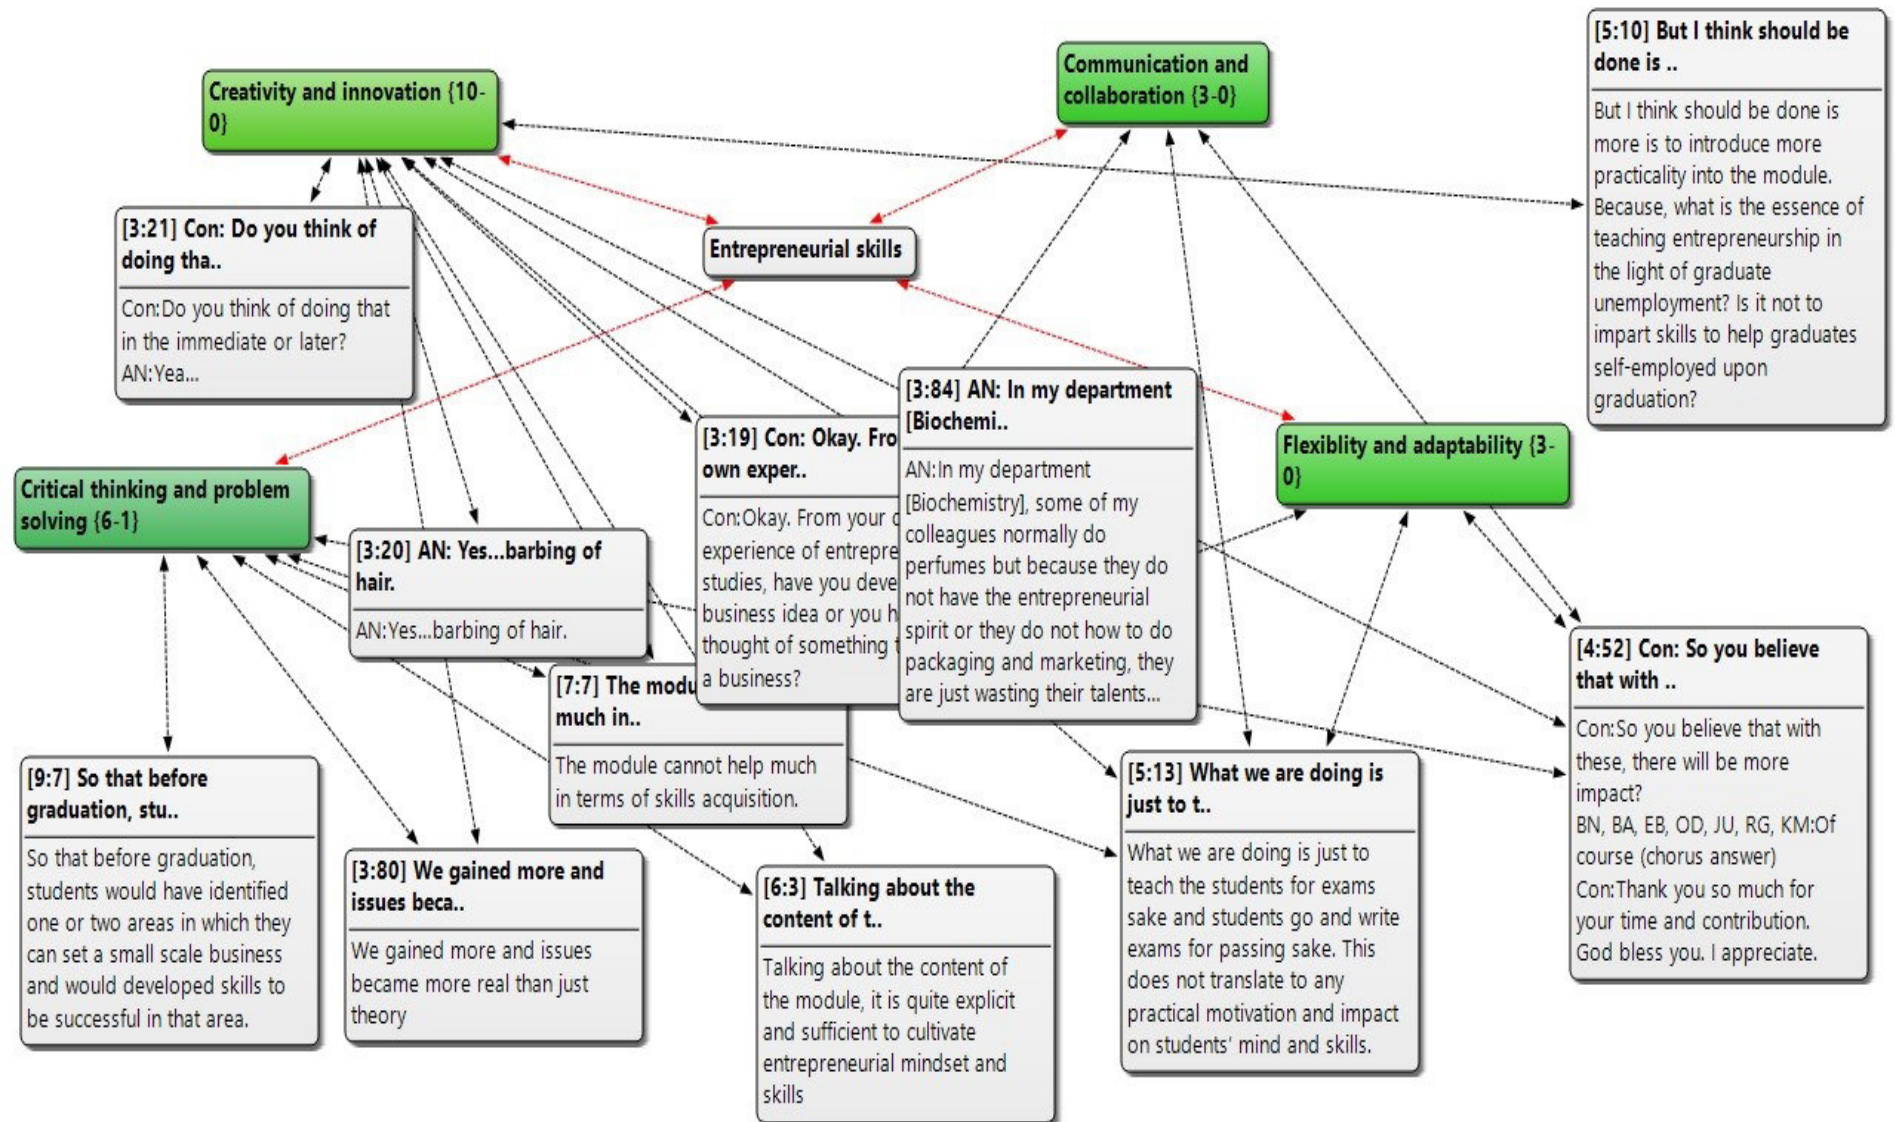 Creativity and innovation {10-
0}
Communication and
collaboration {3-0}
[5:10] But I think should be
done is ..
But I think should be done is
more is to introduce more
practicality into the module.
Because, what is the essence of
teaching entrepreneurship in
the light of graduate
unemployment? Is it not to
impart skills to help graduates
self-employed upon
graduation?
[3:21] Con: Do you think of
doing tha..
Con:Do you think of doing that
in the immediate or later?
AN:Yea...
Entrepreneurial skills
[3:19] Con: Okay. Fro
own exper..
Con:Okay. From your
experience of entrepre
studies, have you deve
business idea or you h
thought of something
a business?
[3:84] AN: In my department
[Biochemi..
AN:In my department
[Biochemistry], some of my
colleagues normally do
perfumes but because they do
not have the entrepreneurial
spirit or they do not how to do
packaging and marketing, they
are just wasting their talents...
Flexiblity and adaptability {3-
0}
Critical thinking and problem
solving {6-1}
[3:20] AN: Yes...barbing of
hair.
AN:Yes...barbing of hair.
[7:7] The modu
much in..
The module cannot help much
in terms of skills acquisition.
[4:52] Con: So you believe
that with ..
Con:So you believe that with
these, there will be more
impact?
BN, BA, EB, OD, JU, RG, KM:Of
course (chorus answer)
Con:Thank you so much for
your time and contribution.
God bless you. I appreciate.
[9:7] So that before
graduation, stu..
So that before graduation,
students would have identified
one or two areas in which they
can set a small scale business
and would developed skills to
be successful in that area.
[3:80] We gained more and
issues beca..
We gained more and issues
became more real than just
theory
[6:3] Talking about the
content of t..
Talking about the content of
the module, it is quite explicit
and sufficient to cultivate
entrepreneurial mindset and
skills
[5:13] What we are doing is
just to t..
What we are doing is just to
teach the students for exams
sake and students go and write
exams for passing sake. This
does not translate to any
practical motivation and impact
on students' mind and skills.